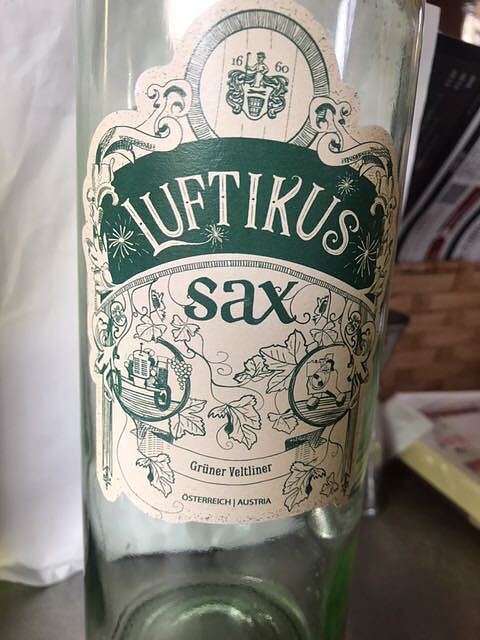 16 60
LUFTIKUS
sax
Grüner Veltliner
ÖSTERREICH | AUSTRIA